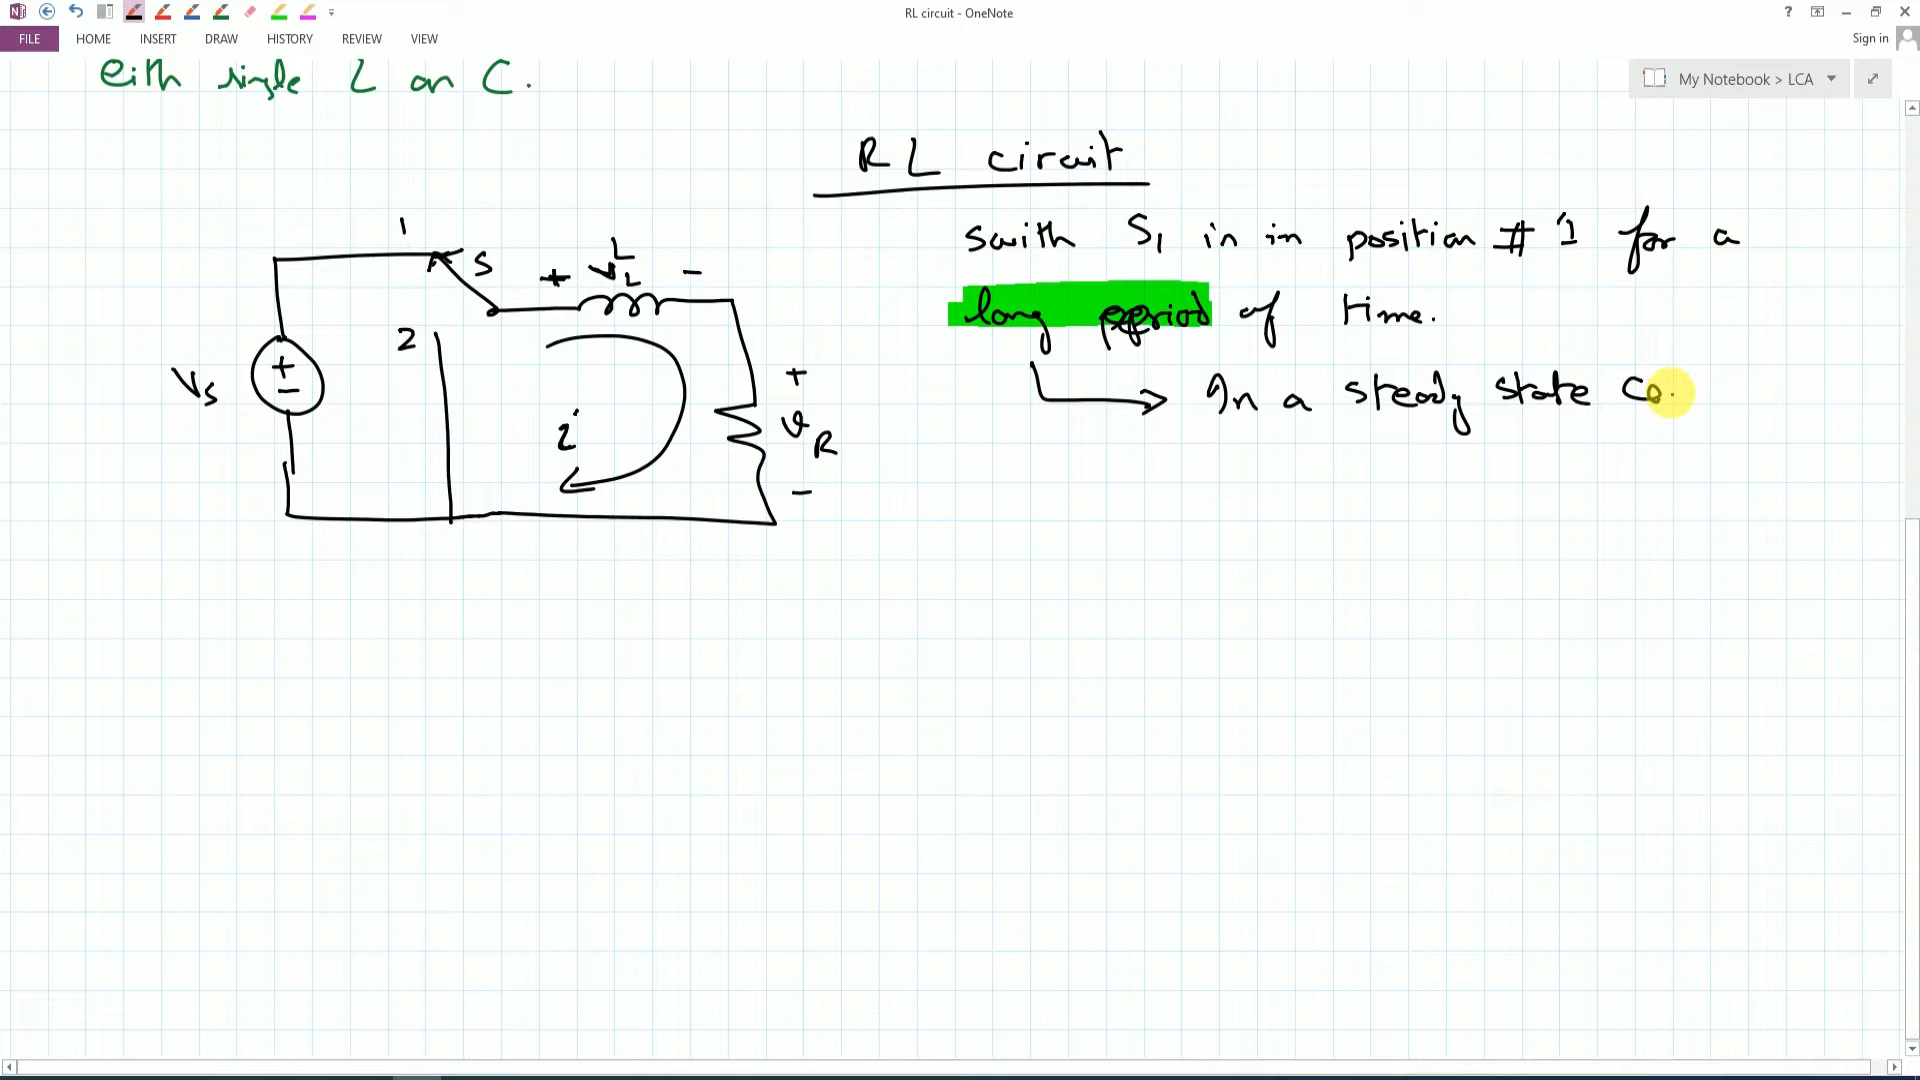 RL circuit - OneNote
FILE HOME INSERT DRAW HISTORY REVIEW VIEW
Sign in
My Notebook > LCA
eith single L or C.
RL circuit
swith S1 in in position # 1 for a
long period of time.
In a steady state Co
1
S
+ VL -
L
2
Vs
+
-
i
+
VR
-